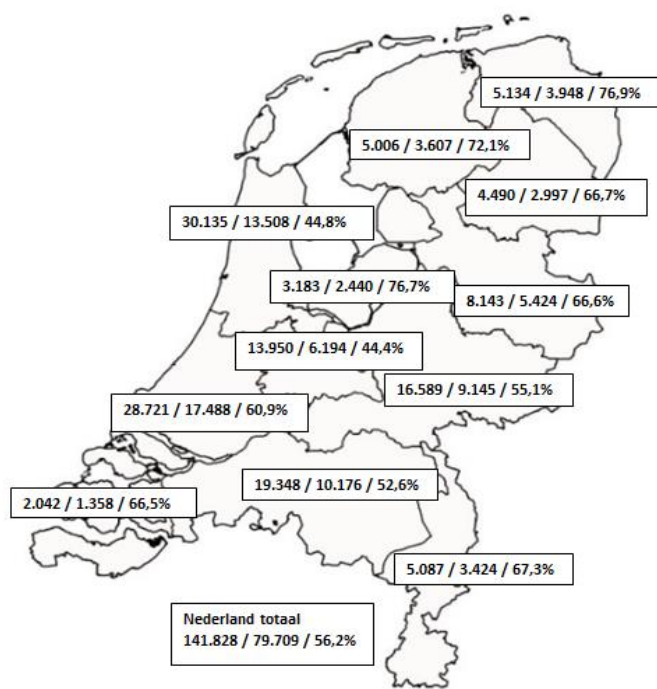 5.134 / 3.948 / 76,9%
5.006 / 3.607 / 72,1%
4.490 / 2.997 / 66,7%
30.135 / 13.508 / 44,8%
3.183 / 2.440 / 76,7%
8.143 / 5.424 / 66,6%
13.950 / 6.194 / 44,4%
16.589 / 9.145 / 55,1%
28.721 / 17.488 / 60,9%
19.348 / 10.176 / 52,6%
2.042 / 1.358 / 66,5%
5.087 / 3.424 / 67,3%
Nederland totaal
141.828 / 79.709 / 56,2%